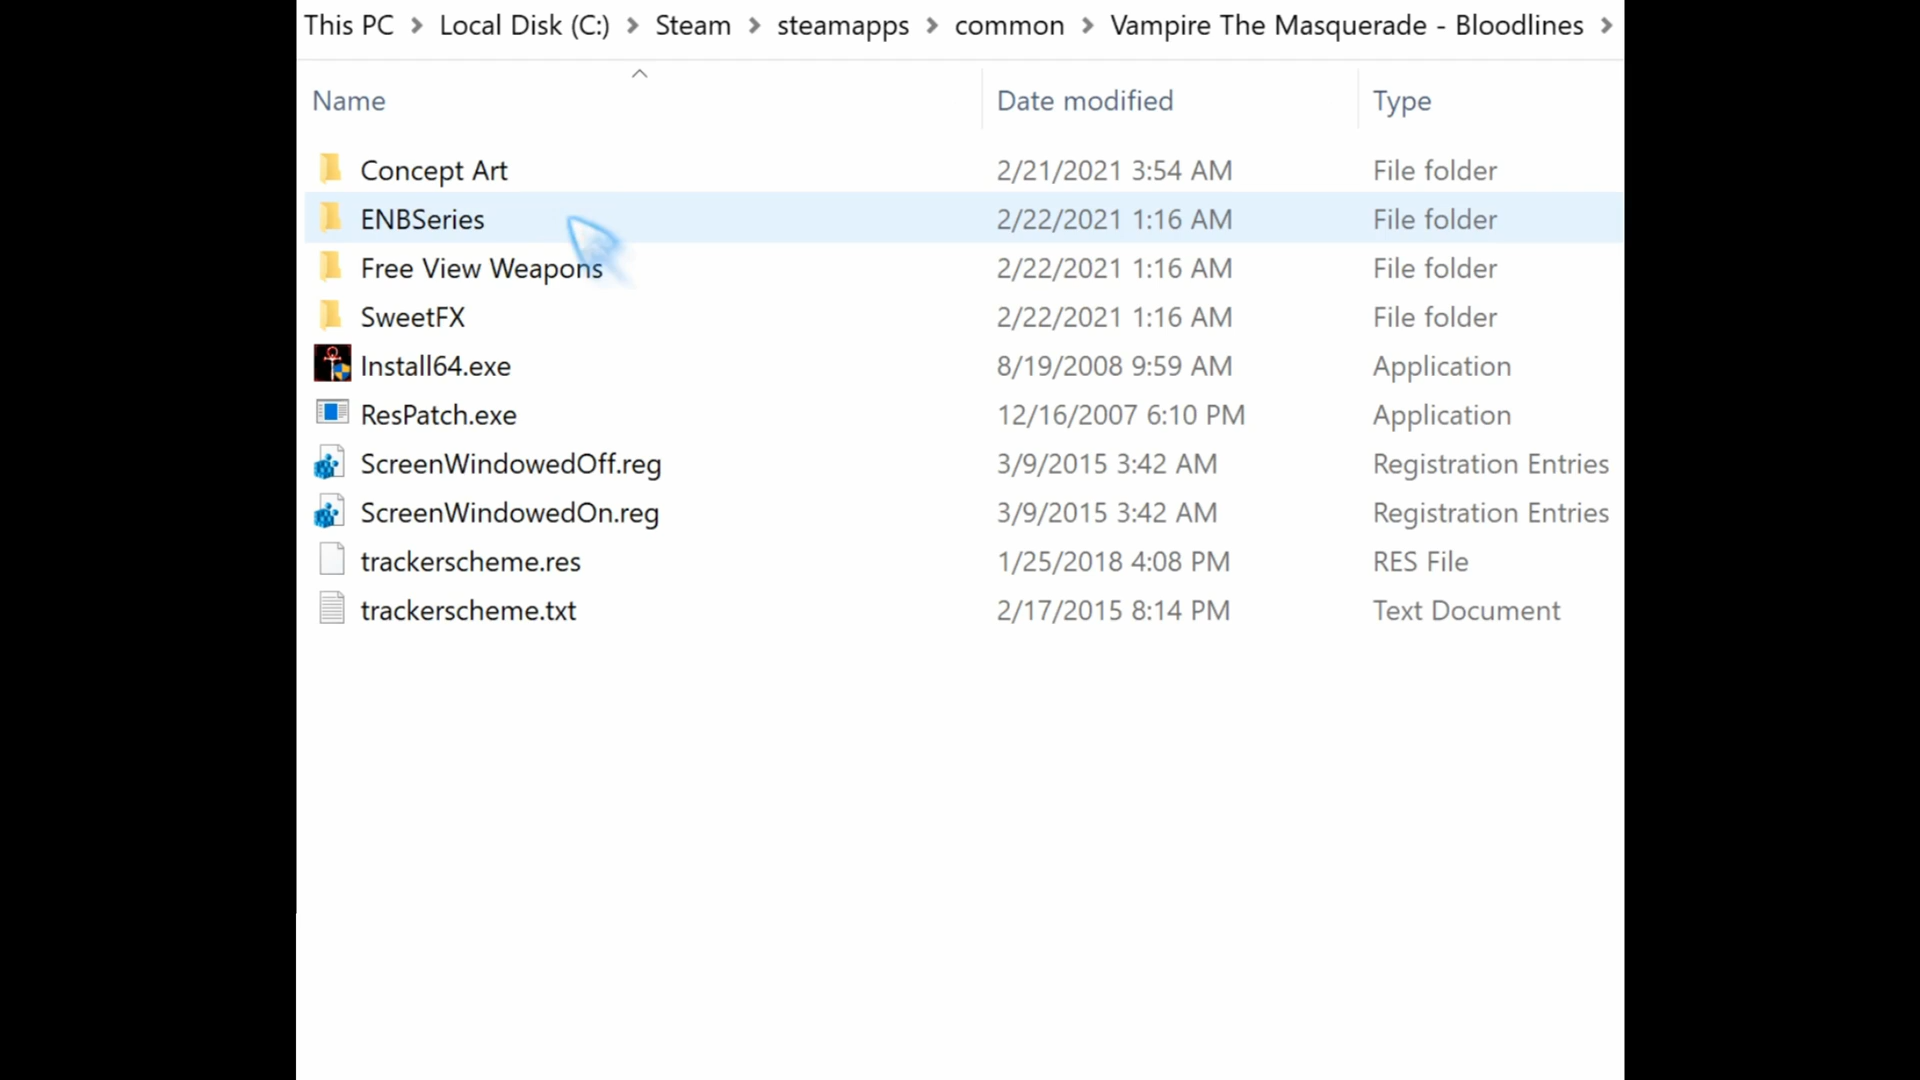 This PC > Local Disk (C:) > Steam > steamapps > common > Vampire The Masquerade - Bloodlines >
Name Date modified Type
Concept Art 2/21/2021 3:54 AM File folder
ENBSeries 2/22/2021 1:16 AM File folder
Free View Weapons 2/22/2021 1:16 AM File folder
SweetFX 2/22/2021 1:16 AM File folder
Install64.exe 8/19/2008 9:59 AM Application
ResPatch.exe 12/16/2007 6:10 PM Application
ScreenWindowedOff.reg 3/9/2015 3:42 AM Registration Entries
ScreenWindowedOn.reg 3/9/2015 3:42 AM Registration Entries
trackerscheme.res 1/25/2018 4:08 PM RES File
trackerscheme.txt 2/17/2015 8:14 PM Text Document